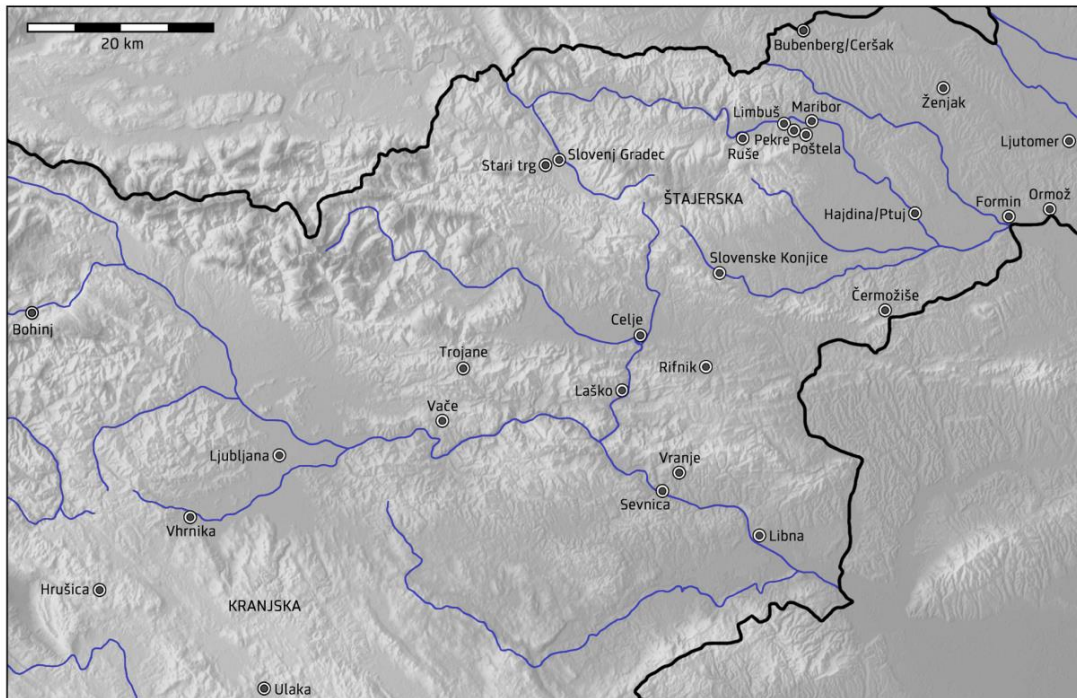 20 km
Bubenberg/Ceršak
Ženjak
Limbuš
Maribor
Ljutomer
Ruše
Pekre
Poštela
Slovenj Gradec
Stari trg
ŠTAJERSKA
Hajdina/Ptuj
Formin
Ormož
Slovenske Konjice
Čermožiše
Bohinj
Celje
Trojane
Rifnik
Laško
Vače
Ljubljana
Vranje
Sevnica
Vhrnika
Libna
Hrušica
KRANJSKA
Ulaka